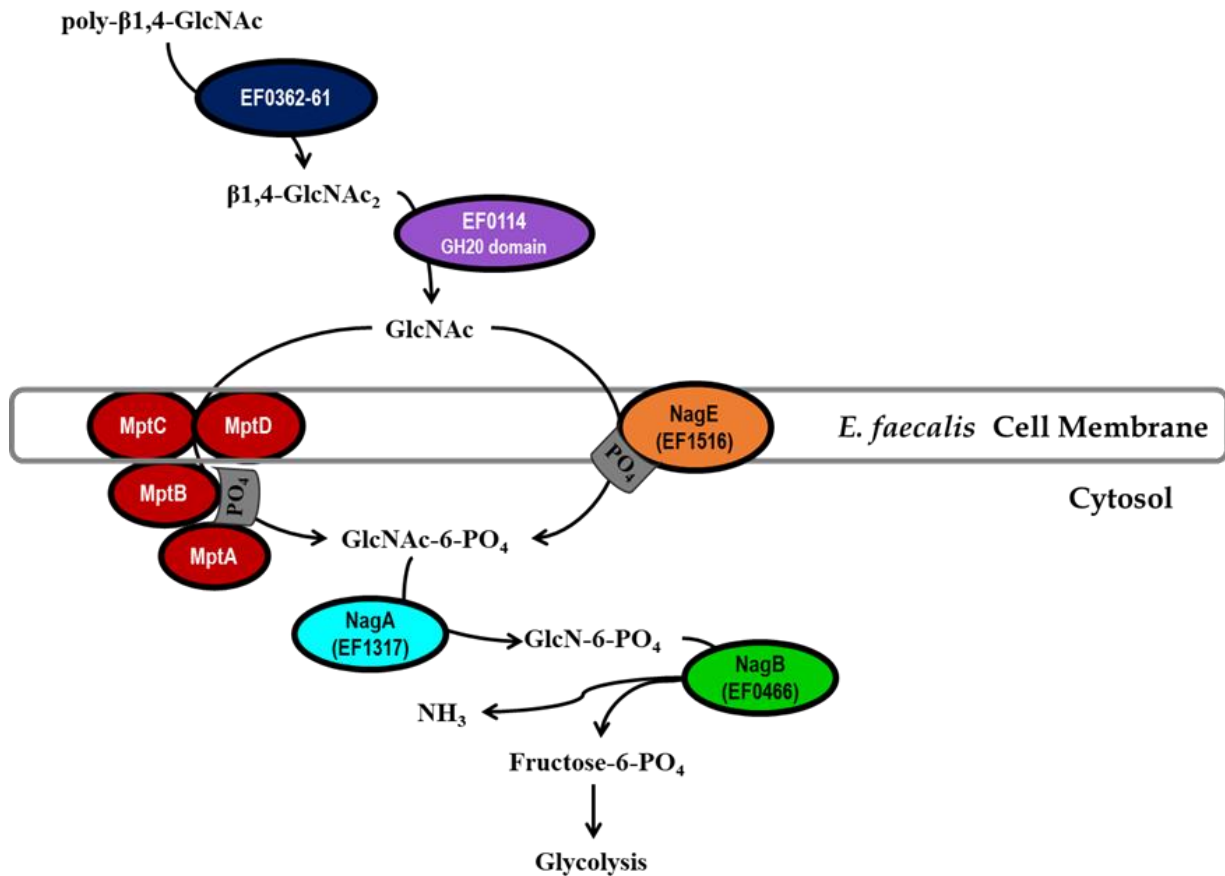 poly-β1,4-GlcNAc
EF0362-61
β1,4-GlcNAc₂
EF0114
GH20 domain
GlcNAc
MptC
MptD
NagE
(EF1516)
E. faecalis Cell Membrane
PO₄
MptB
PO₄
Cytosol
MptA
GlcNAc-6-PO₄
NagA
(EF1317)
GlcN-6-PO₄
NagB
(EF0466)
NH₃
Fructose-6-PO₄
Glycolysis